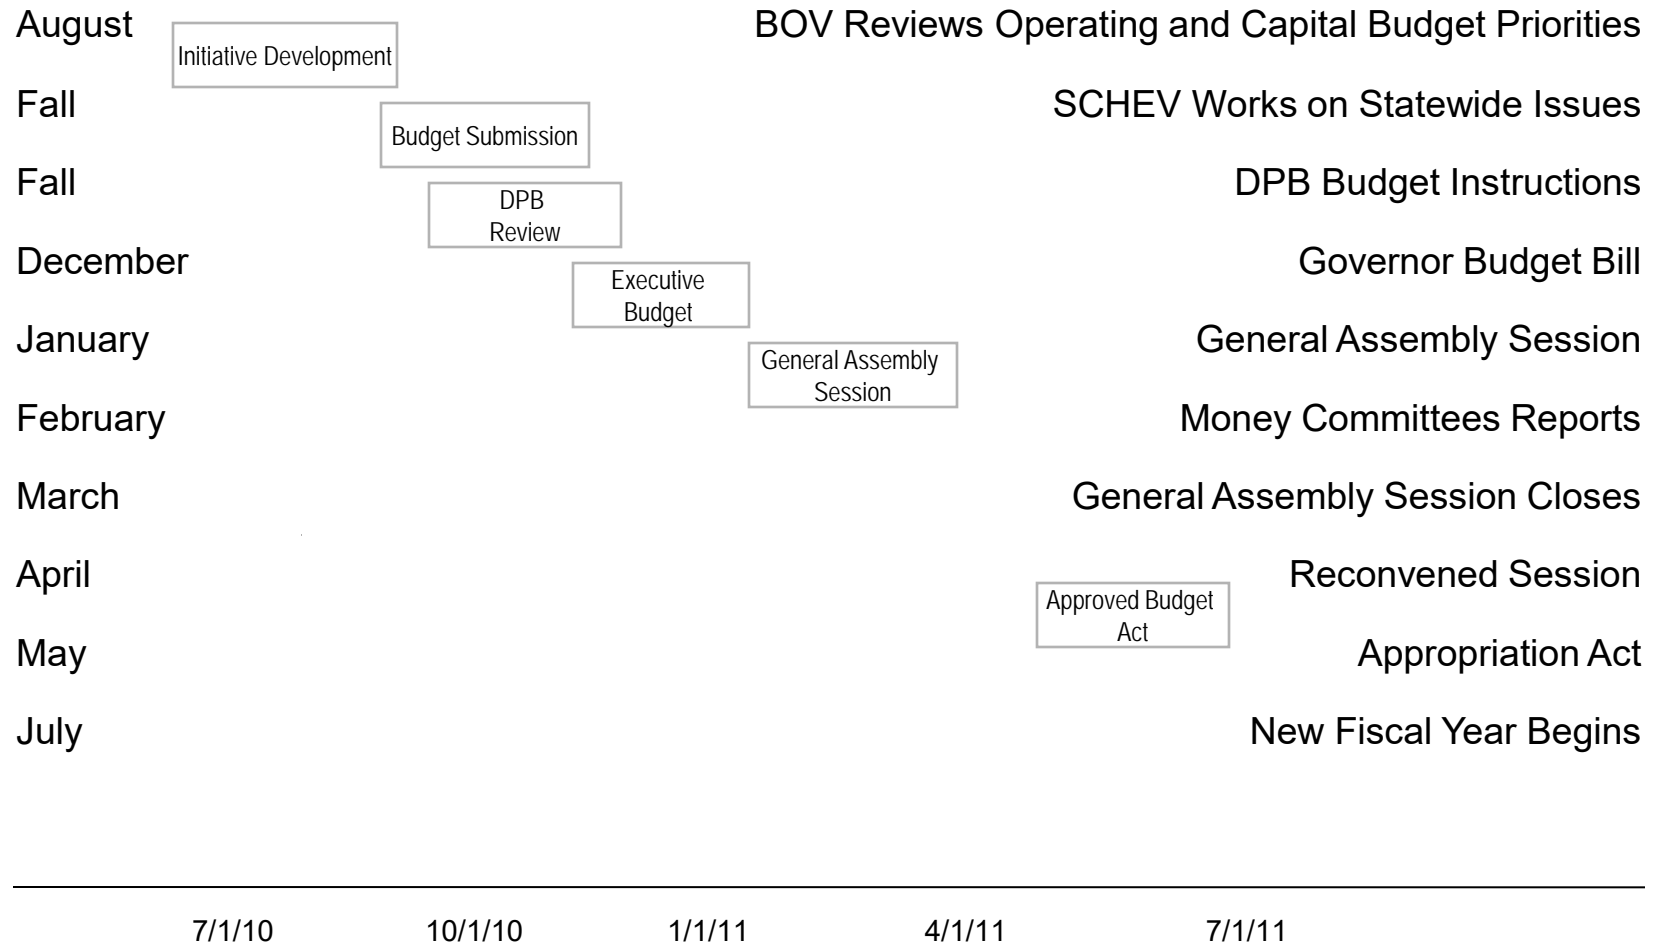 August
BOV Reviews Operating and Capital Budget Priorities
Initiative Development
Fall
SCHEV Works on Statewide Issues
Budget Submission
Fall
DPB Budget Instructions
DPB
Review
December
Governor Budget Bill
Executive
Budget
January
General Assembly Session
General Assembly
Session
February
Money Committees Reports
March
General Assembly Session Closes
April
Reconvened Session
Approved Budget
Act
May
Appropriation Act
July
New Fiscal Year Begins
7/1/10
10/1/10
1/1/11
4/1/11
7/1/11